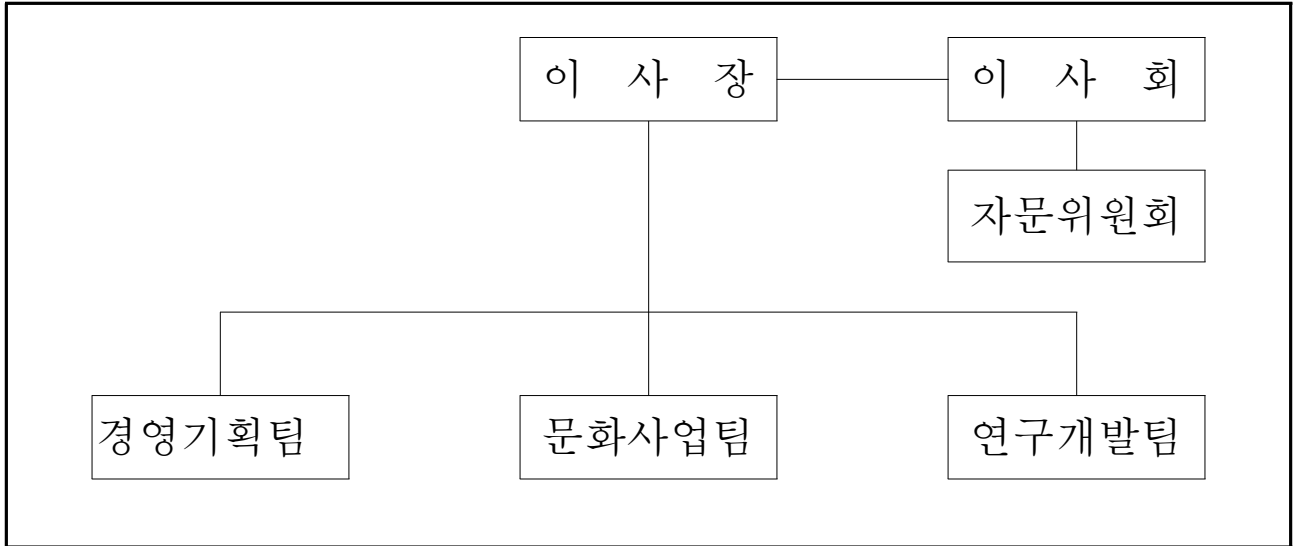 이 사 장
이 사 회
자문위원회
경영기획팀
문화사업팀
연구개발팀